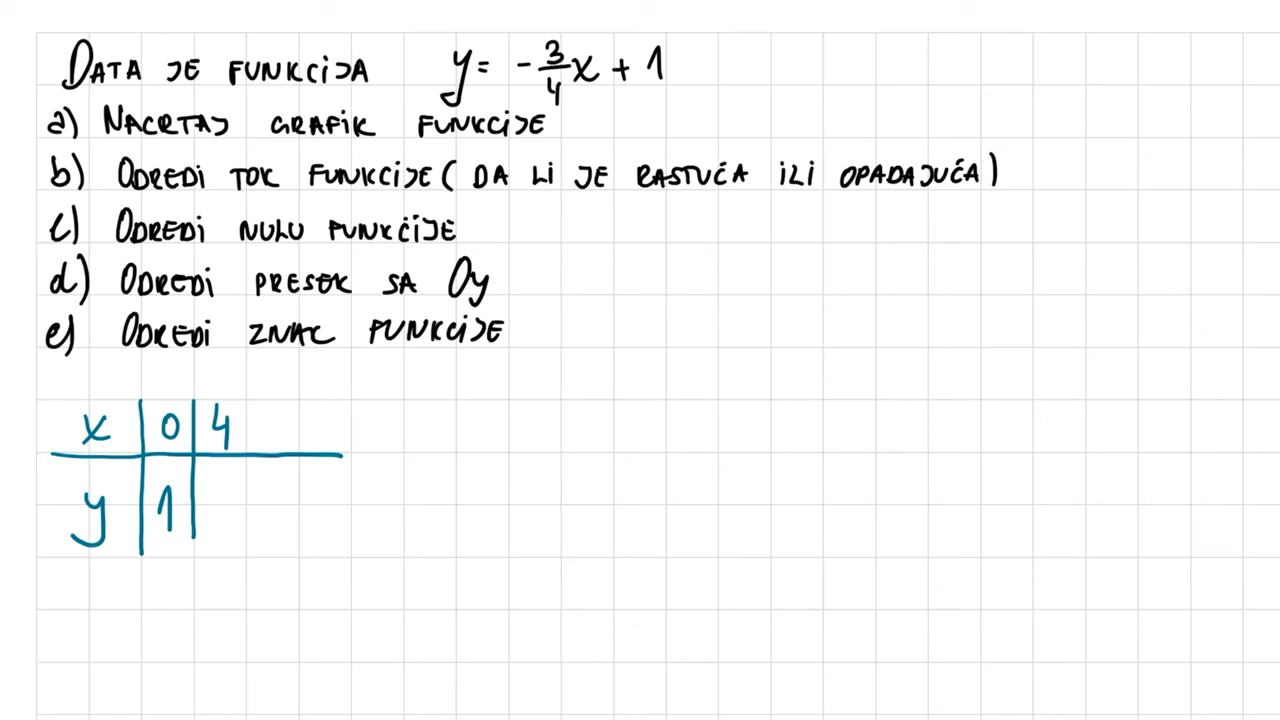 DATA JE FUNKCIJA y = -3/4x + 1
a) NACRTAJ GRAFIK FUNKCIJE
b) ODREDI TOK FUNKCIJE (DA LI JE RASTUĆA ILI OPADAJUĆA)
c) ODREDI NULU FUNKCIJE
d) ODREDI PRESEK SA Oy
e) ODREDI ZNAK FUNKCIJE
x 0 4
y 1